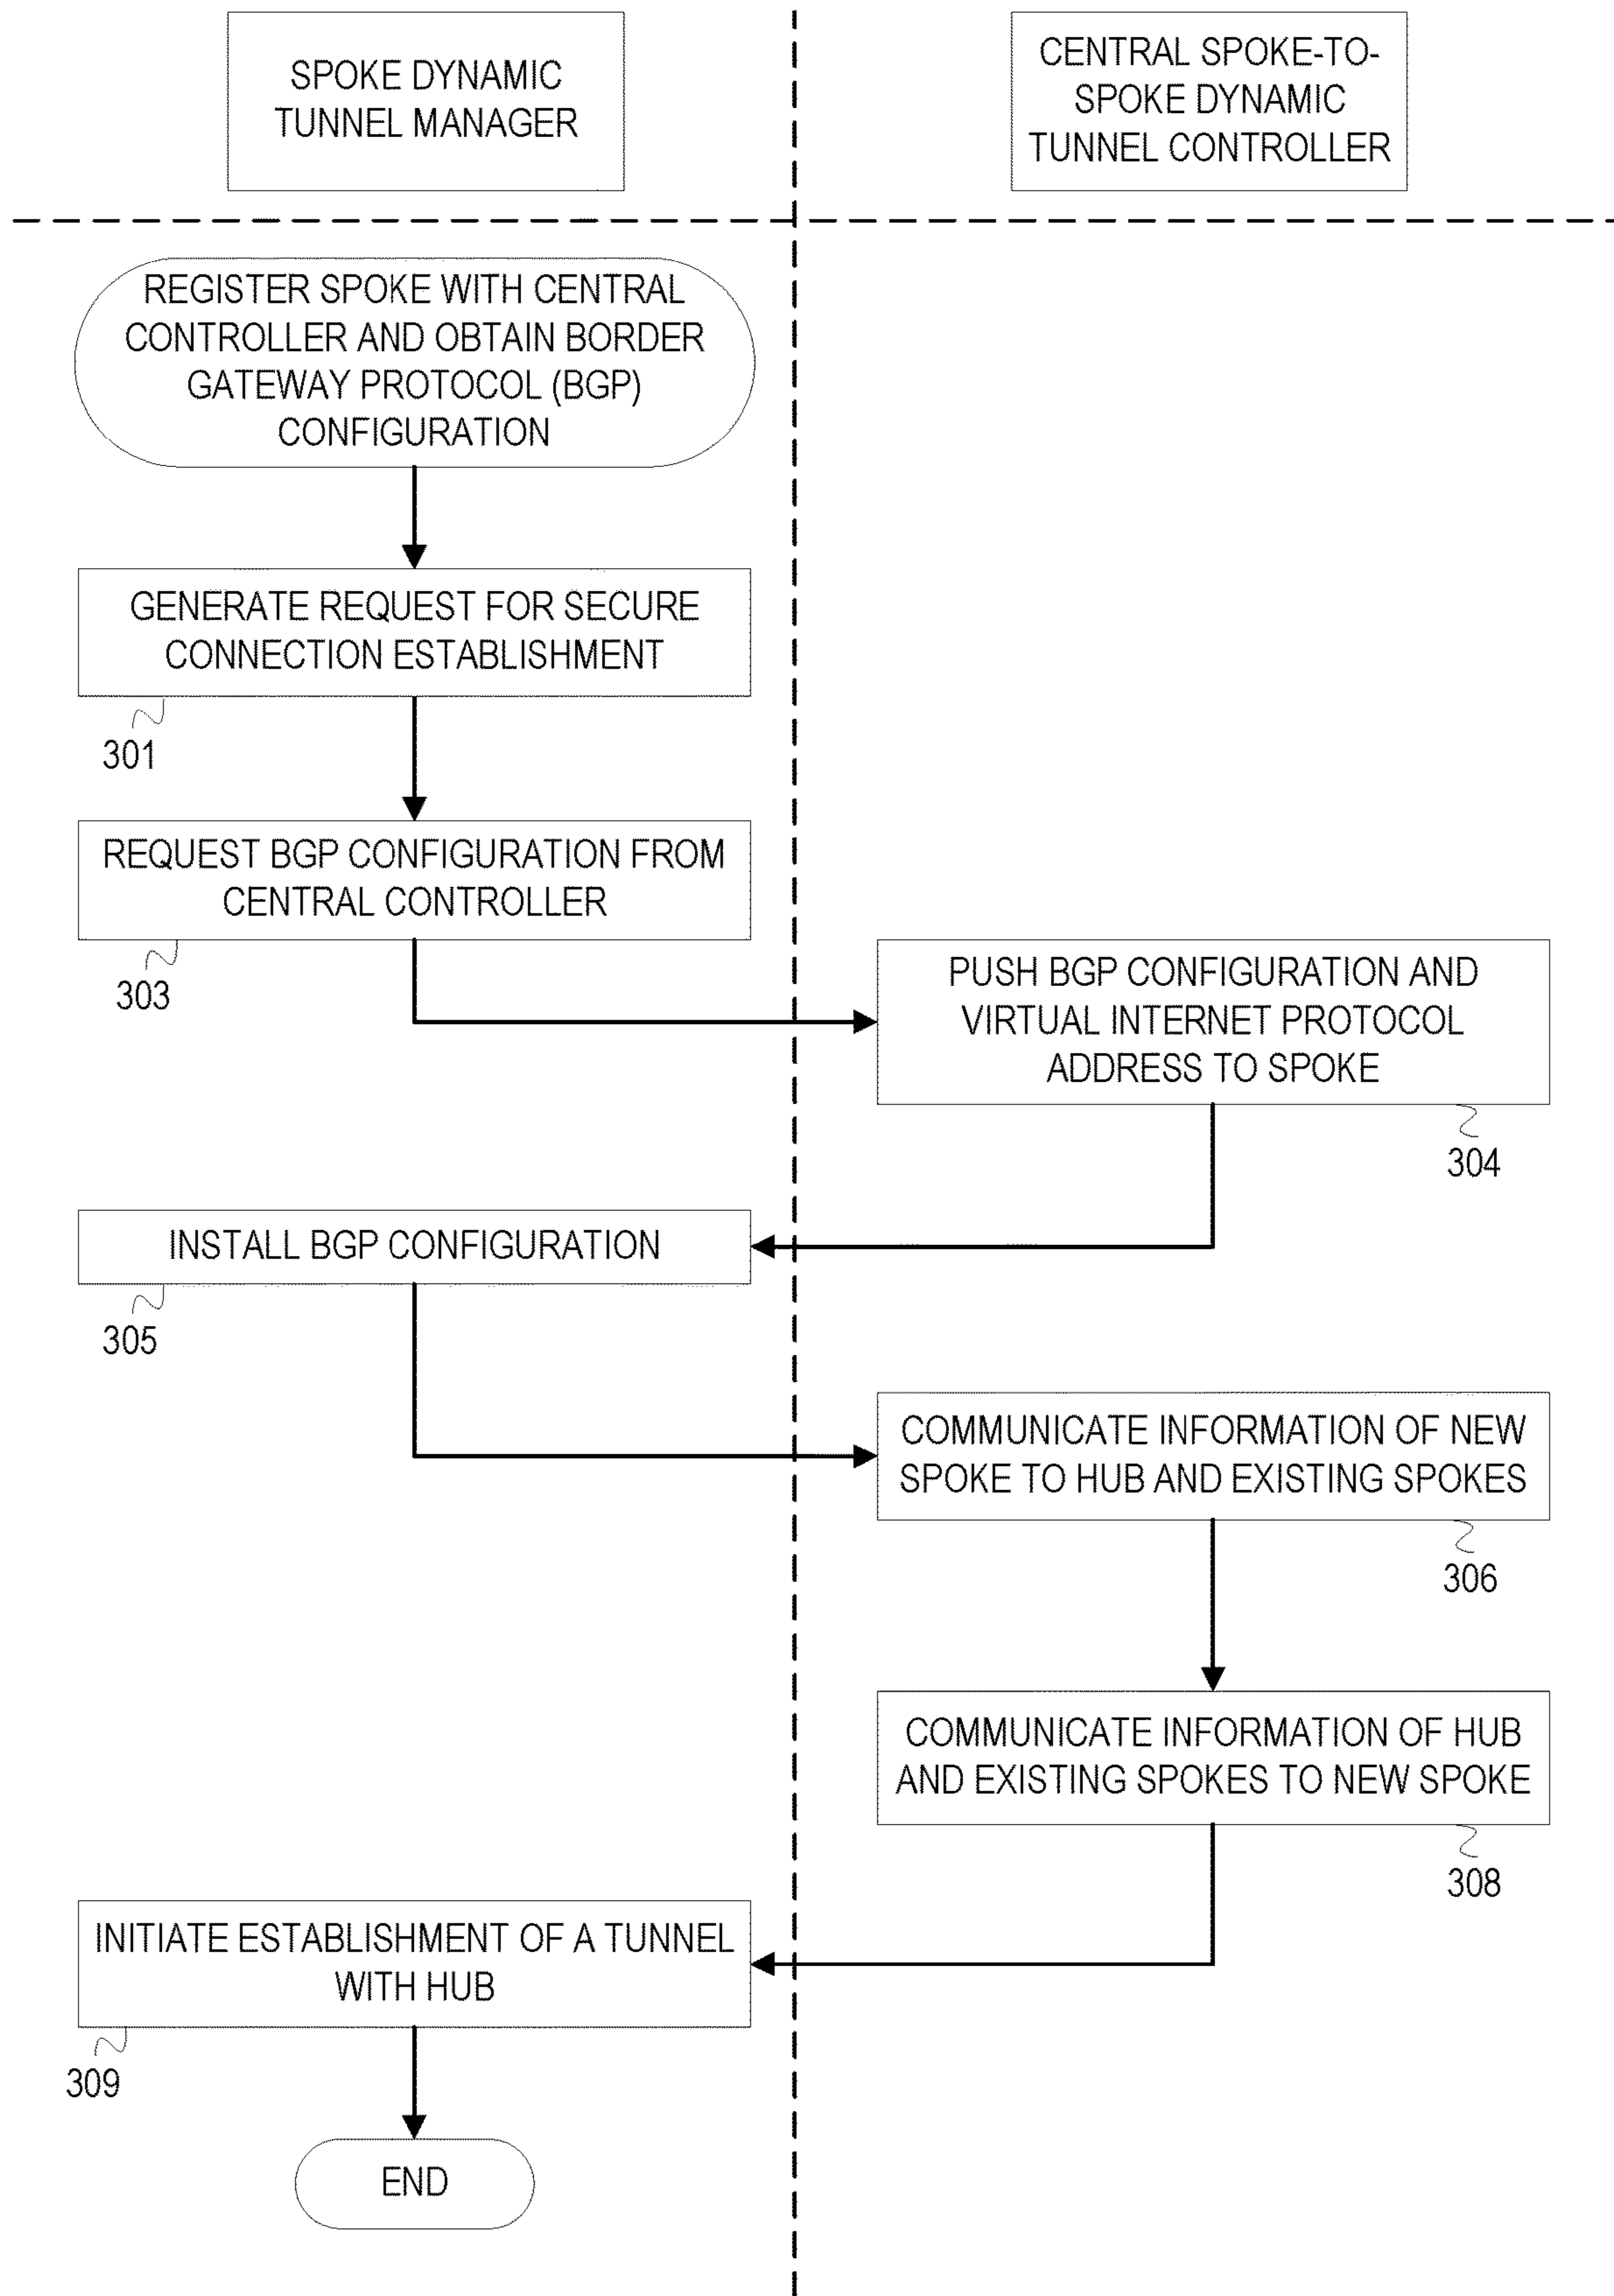 SPOKE DYNAMIC
TUNNEL MANAGER
CENTRAL SPOKE-TO-
SPOKE DYNAMIC
TUNNEL CONTROLLER
REGISTER SPOKE WITH CENTRAL
CONTROLLER AND OBTAIN BORDER
GATEWAY PROTOCOL (BGP)
CONFIGURATION
GENERATE REQUEST FOR SECURE
CONNECTION ESTABLISHMENT
301
REQUEST BGP CONFIGURATION FROM
CENTRAL CONTROLLER
303
PUSH BGP CONFIGURATION AND
VIRTUAL INTERNET PROTOCOL
ADDRESS TO SPOKE
304
INSTALL BGP CONFIGURATION
305
COMMUNICATE INFORMATION OF NEW
SPOKE TO HUB AND EXISTING SPOKES
306
COMMUNICATE INFORMATION OF HUB
AND EXISTING SPOKES TO NEW SPOKE
308
INITIATE ESTABLISHMENT OF A TUNNEL
WITH HUB
309
END